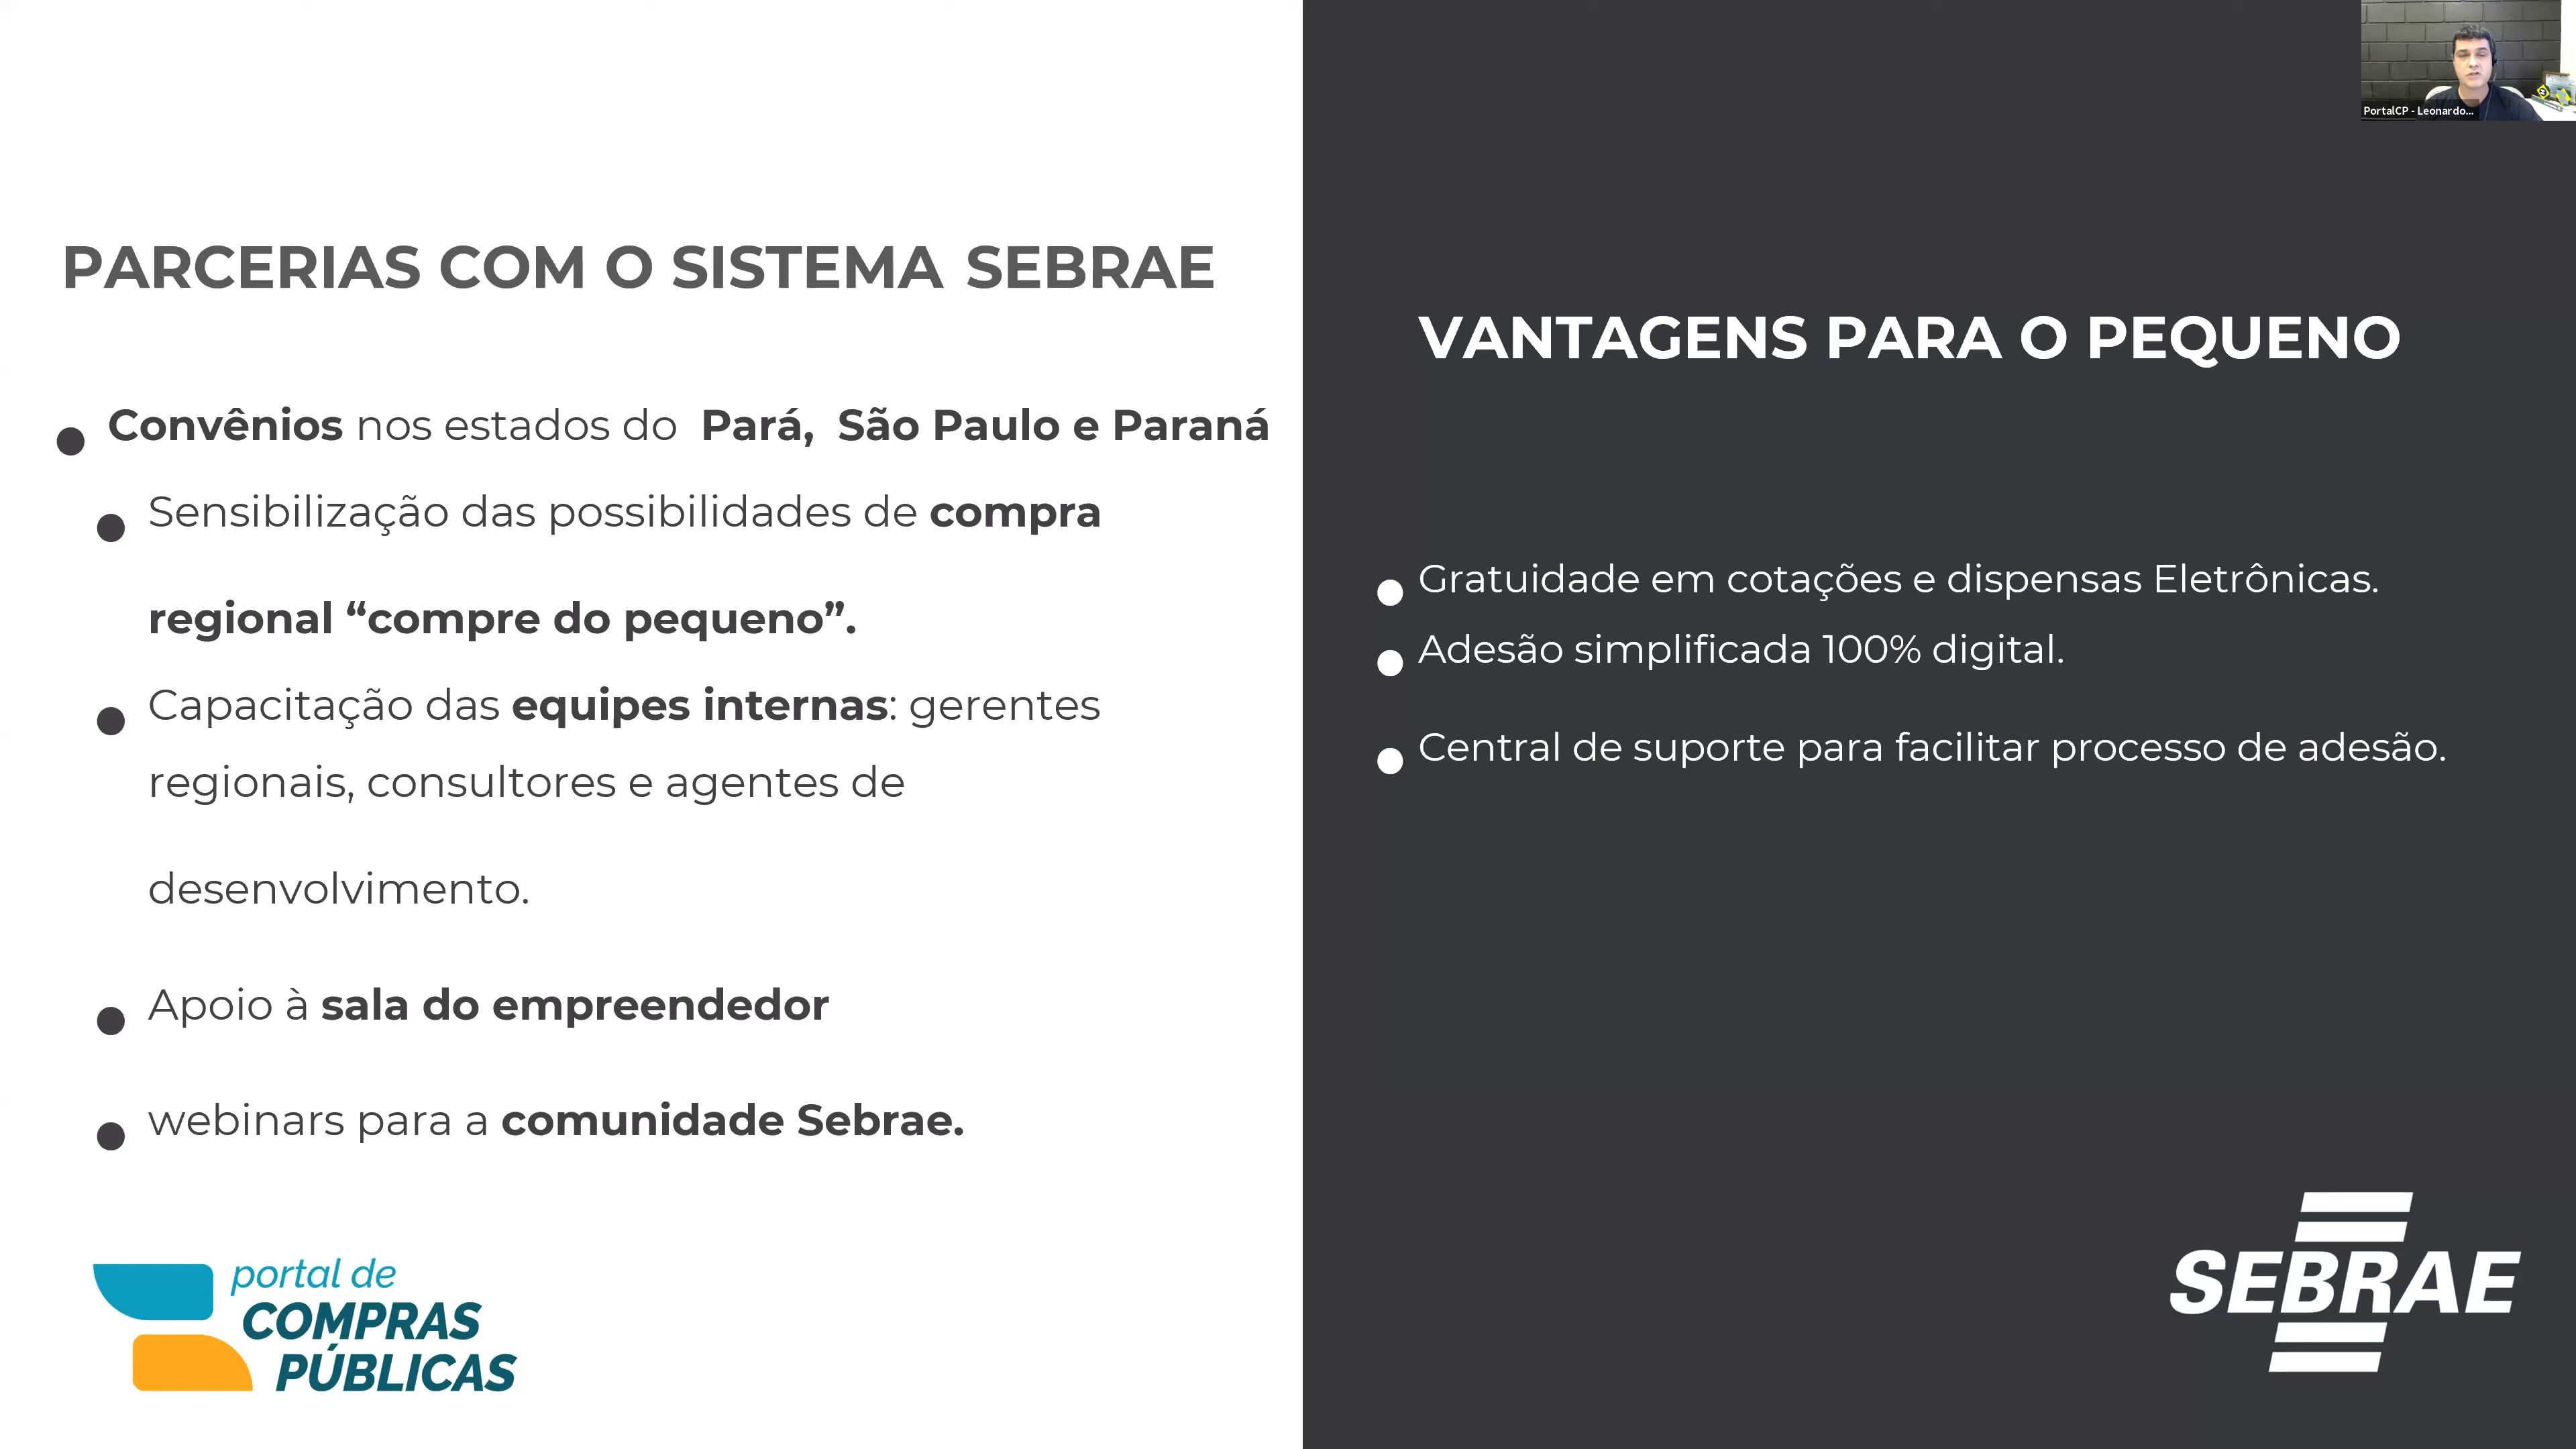 PARCERIAS COM O SISTEMA SEBRAE
Convênios nos estados do Pará, São Paulo e Paraná
Sensibilização das possibilidades de compra
regional “compre do pequeno”.
Capacitação das equipes internas: gerentes
regionais, consultores e agentes de
desenvolvimento.
Apoio à sala do empreendedor
webinars para a comunidade Sebrae.
portal de
COMPRAS
PÚBLICAS
VANTAGENS PARA O PEQUENO
Gratuidade em cotações e dispensas Eletrônicas.
Adesão simplificada 100% digital.
Central de suporte para facilitar processo de adesão.
SEBRAE
PortalCP - Leonardo...